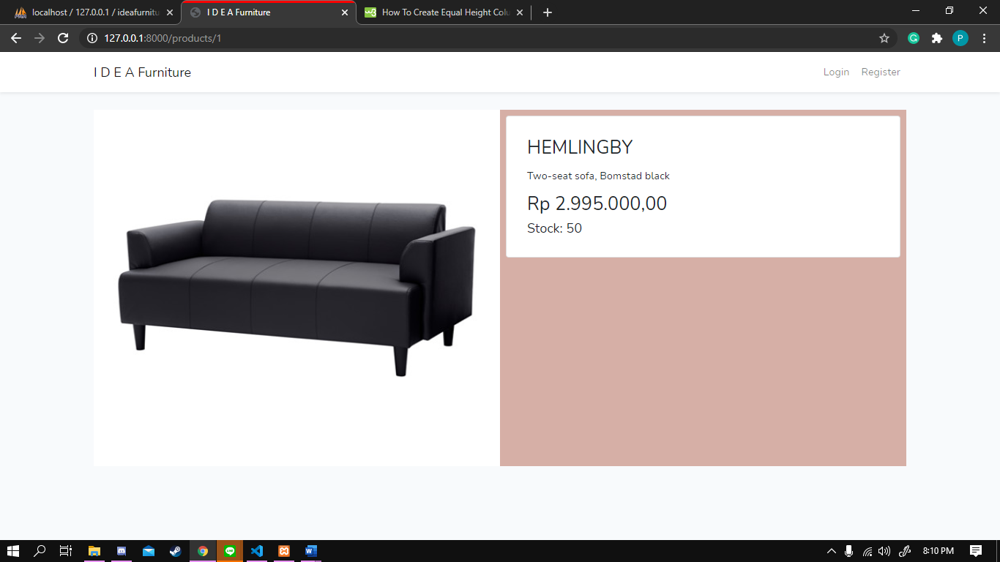 localhost / 127.0.0.1 / ideafurnitu
I D E A Furniture
How To Create Equal Height Colu
127.0.0.1:8000/products/1
P
I D E A Furniture
Login
Register
HEMLINGBY
Two-seat sofa, Bomstad black
Rp 2.995.000,00
Stock: 50
8:10 PM